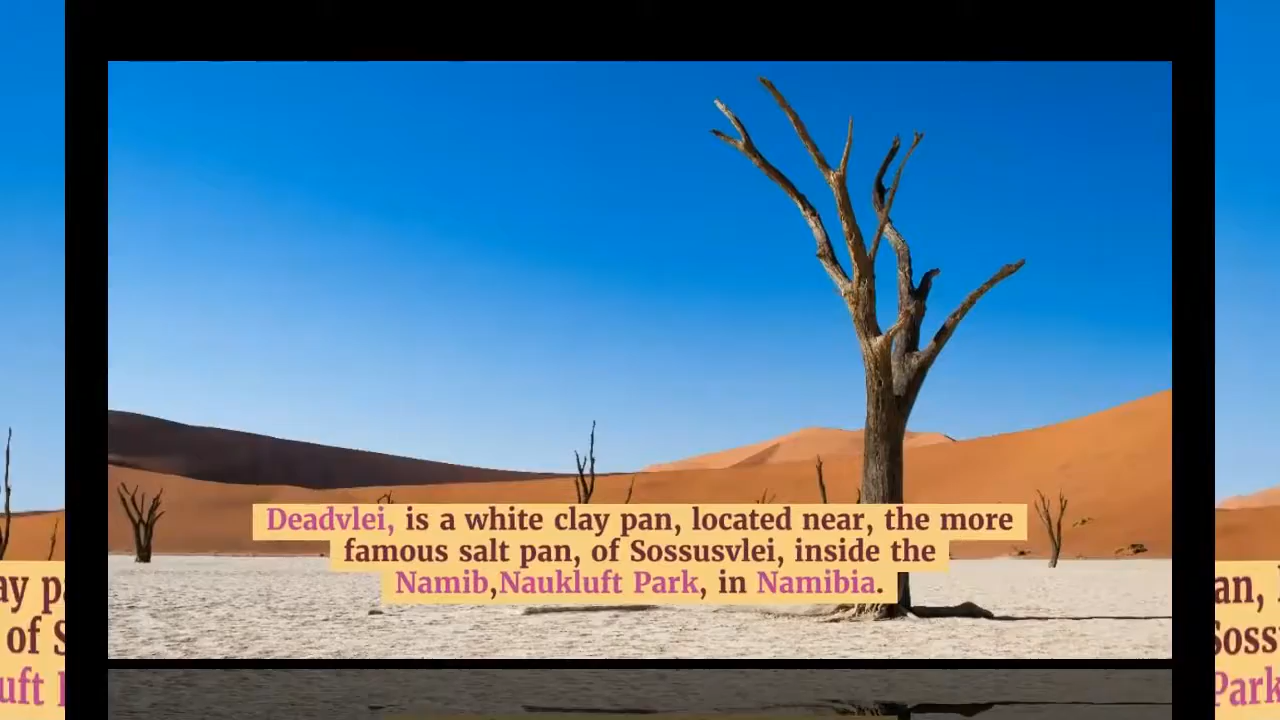 Deadvlei, is a white clay pan, located near, the more
famous salt pan, of Sossusvlei, inside the
Namib,Naukluft Park, in Namibia.